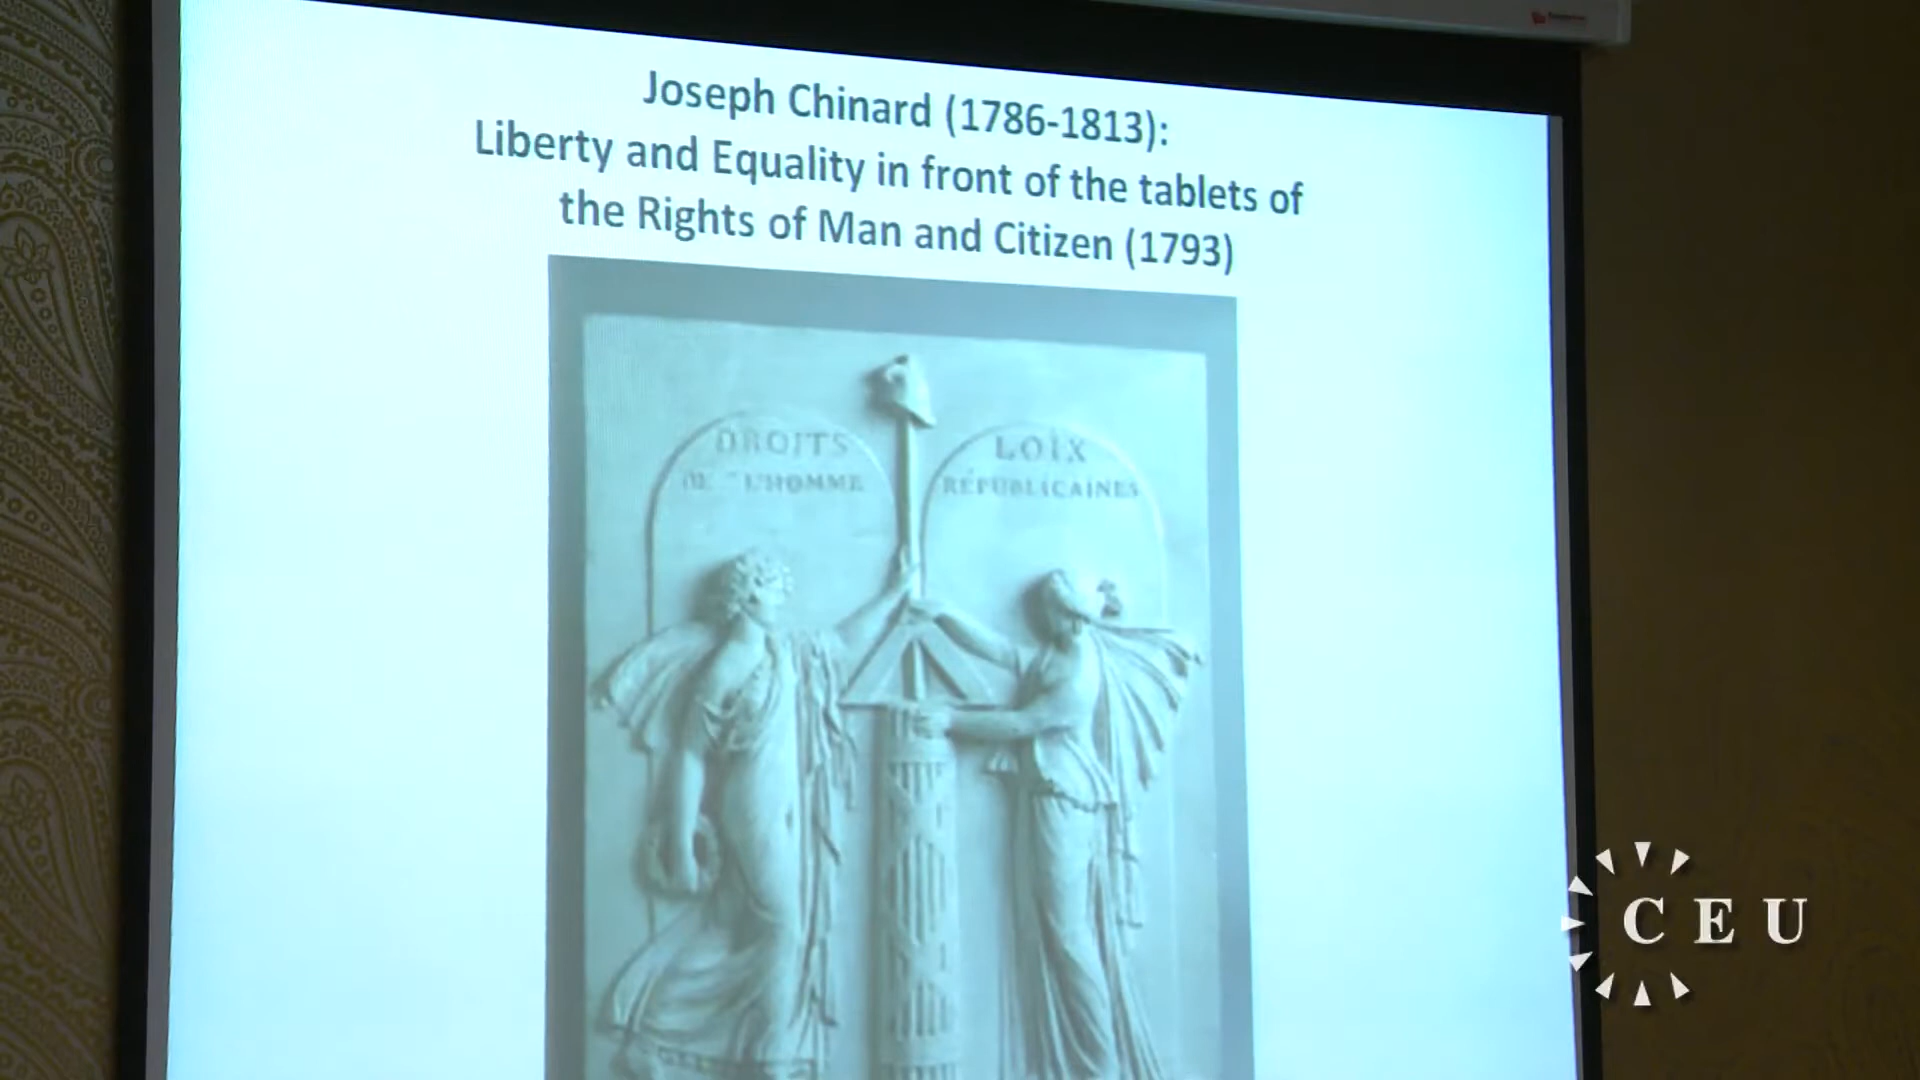 Joseph Chinard (1786-1813):
Liberty and Equality in front of the tablets of
the Rights of Man and Citizen (1793)
DROITS
DE L'HOMME
LOIX
RÉPUBLICAINES
CEU